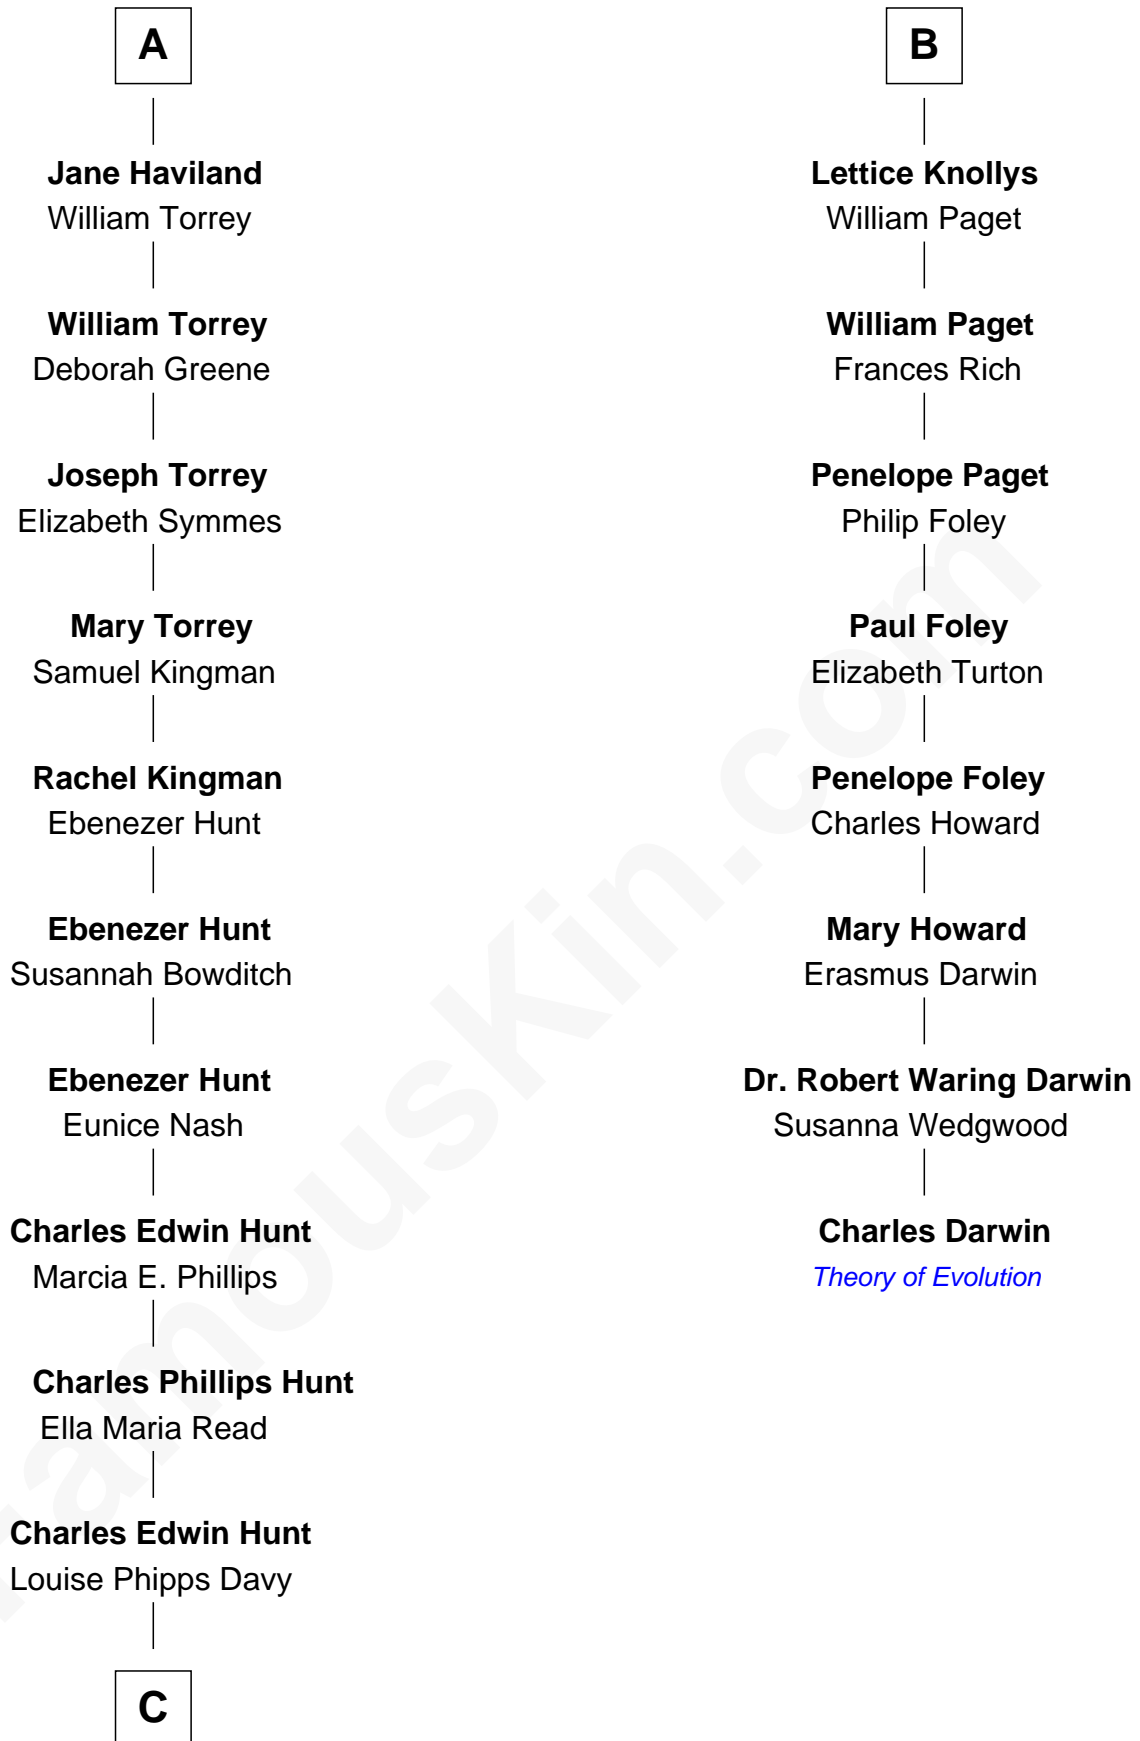 A
Jane Haviland
William Torrey
William Torrey
Deborah Greene
Joseph Torrey
Elizabeth Symmes
Mary Torrey
Samuel Kingman
Rachel Kingman
Ebenezer Hunt
Ebenezer Hunt
Susannah Bowditch
Ebenezer Hunt
Eunice Nash
Charles Edwin Hunt
Marcia E. Phillips
Charles Phillips Hunt
Ella Maria Read
Charles Edwin Hunt
Louise Phipps Davy
C
B
Lettice Knollys
William Paget
William Paget
Frances Rich
Penelope Paget
Philip Foley
Paul Foley
Elizabeth Turton
Penelope Foley
Charles Howard
Mary Howard
Erasmus Darwin
Dr. Robert Waring Darwin
Susanna Wedgwood
Charles Darwin
Theory of Evolution
FamousKin.com